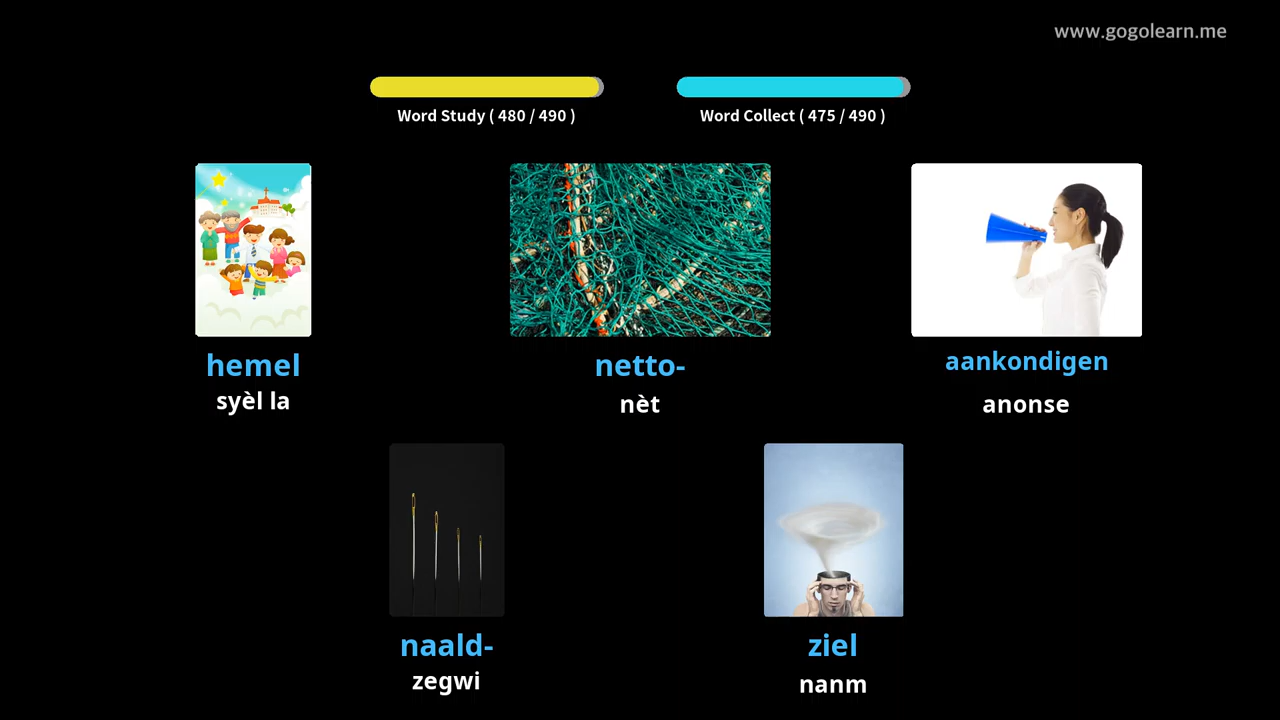 www.gogolearn.me
Word Study ( 480 / 490 )
Word Collect ( 475 / 490 )
hemel
syèl la
netto-
nèt
aankondigen
anonse
naald-
zegwi
ziel
nanm